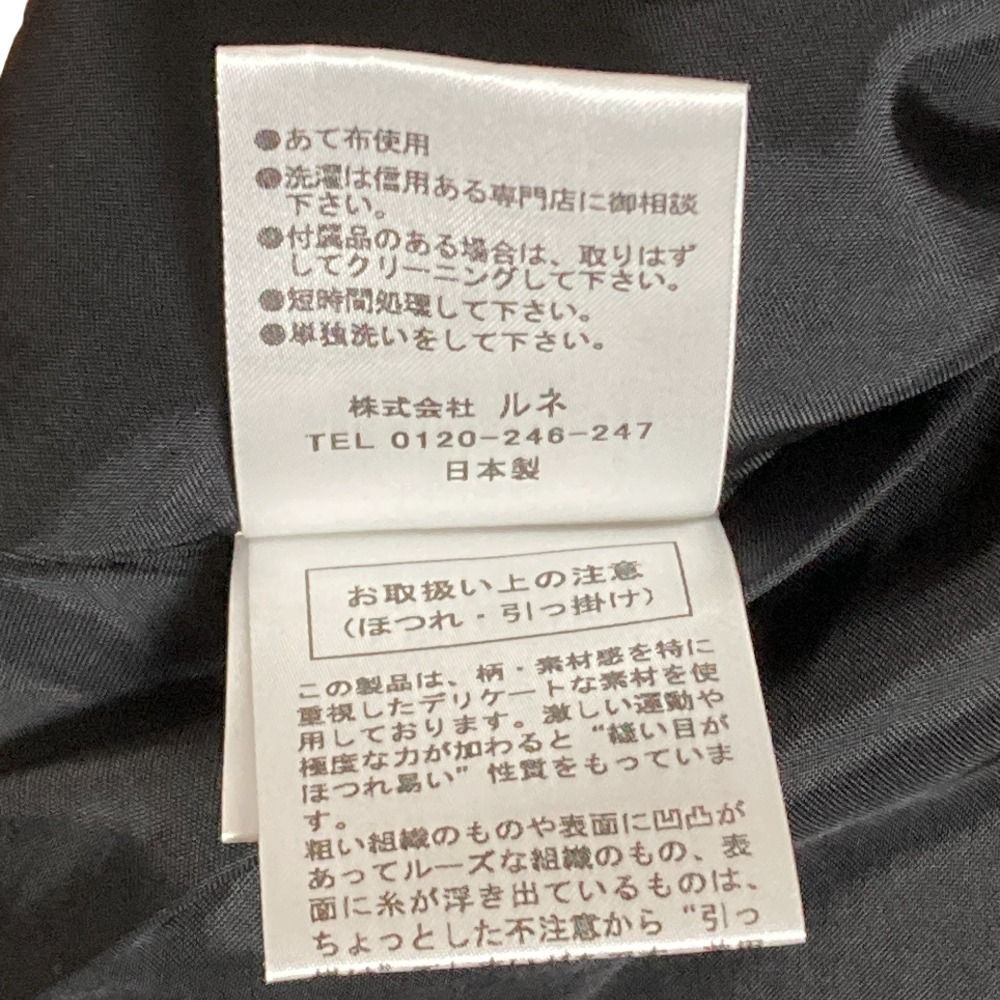 ●あて布使用
●洗濯は信用ある専門店に御相談
下さい。
●付属品のある場合は、取りはず
してクリーニングして下さい。
●短時間処理して下さい。
●単独洗いをして下さい。
株式会社 ルネ
TEL 0120-246-247
日本製
お取扱い上の注意
(ほつれ・引っ掛け)
この製品は、柄・素材感を特に
重視したデリケートな素材を使
用しております。激しい運動や
極度な力が加わると“縫い目が
ほつれ易い”性質をもっていま
す。
粗い組織のものや表面に凹凸が
あってルーズな組織のもの、表
面に糸が浮き出ているものは、
ちょっとした不注意から“引っ